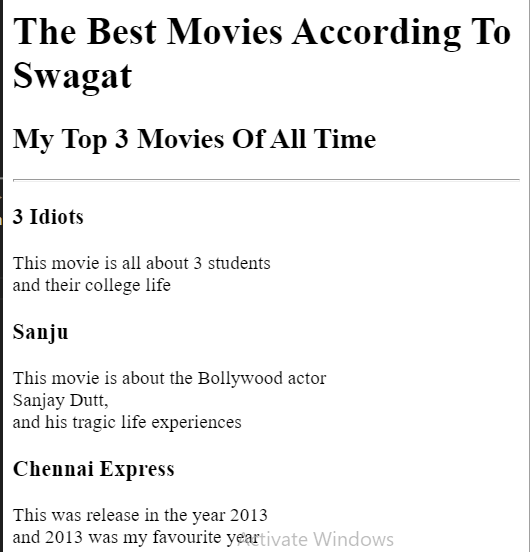 The Best Movies According To
Swagat
My Top 3 Movies Of All Time
3 Idiots
This movie is all about 3 students
and their college life
Sanju
This movie is about the Bollywood actor
Sanjay Dutt,
and his tragic life experiences
Chennai Express
This was release in the year 2013
and 2013 was my favourite year
Activate Windows